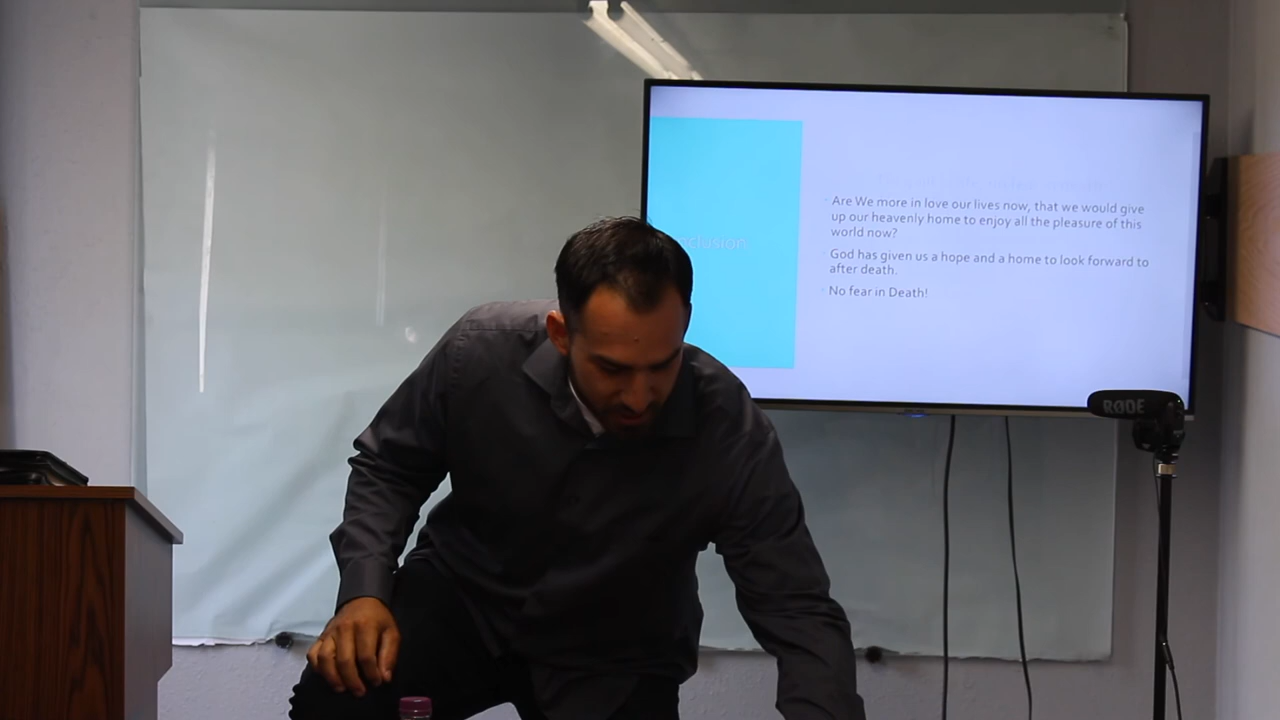 Are We more in love our lives now, that we would give
up our heavenly home to enjoy all the pleasure of this
world now?
God has given us a hope and a home to look forward to
after death.
No fear in Death!
nclusion
RØDE